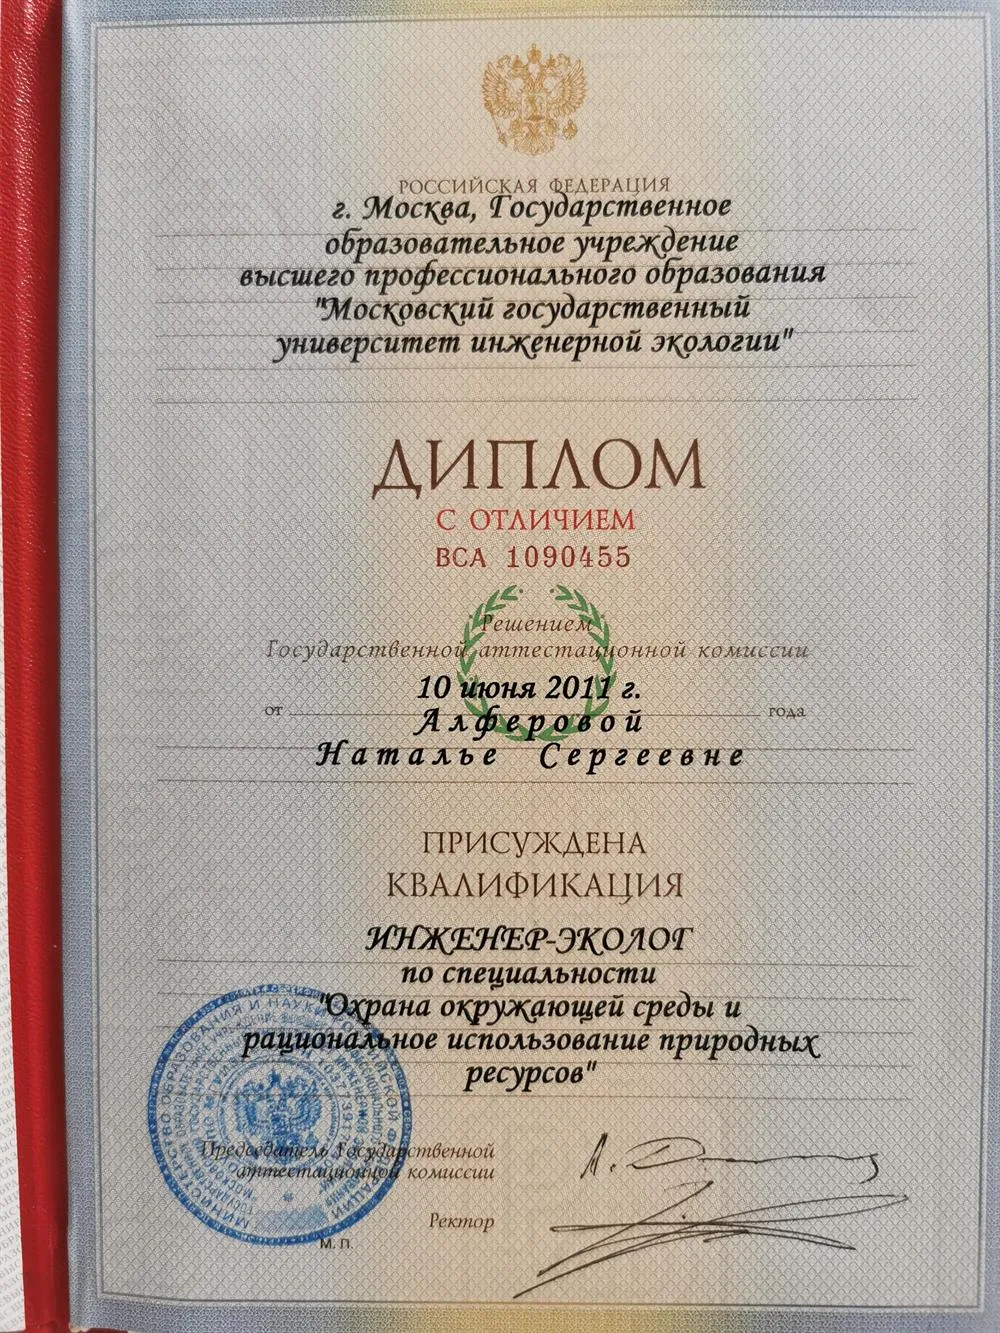 РОССИЙСКАЯ ФЕДЕРАЦИЯ
г. Москва, Государственное
образовательное учреждение
высшего профессионального образования
"Московский государственный
университет инженерной экологии"
ДИПЛОМ
С ОТЛИЧИЕМ
ВСА 1090455
Решением
Государственной аттестационной комиссии
10 июня 2011 г.
от года
Алферовой
Наталье Сергеевне
ПРИСУЖДЕНА
КВАЛИФИКАЦИЯ
ИНЖЕНЕР-ЭКОЛОГ
по специальности
"Охрана окружающей среды и
рациональное использование природных
ресурсов"
Председатель Государственной
аттестационной комиссии
Ректор
М. П.